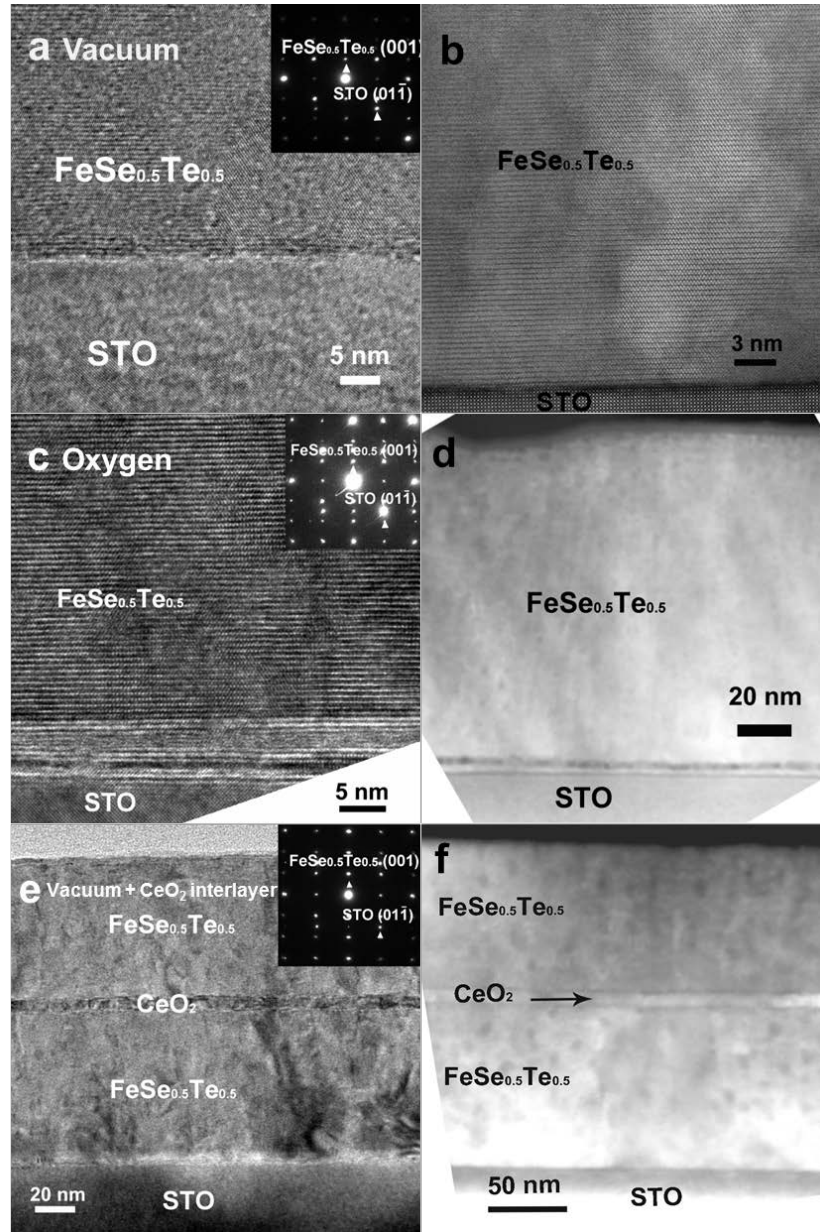 a Vacuum
FeSe0.5Te0.5 (001)
STO (011̄)
FeSe0.5Te0.5
STO
5 nm
b
FeSe0.5Te0.5
3 nm
STO
c Oxygen
FeSe0.5Te0.5 (001)
STO (011̄)
FeSe0.5Te0.5
STO
5 nm
d
FeSe0.5Te0.5
20 nm
STO
e Vacuum + CeO2 interlayer
FeSe0.5Te0.5 (001)
STO (011̄)
FeSe0.5Te0.5
CeO2
FeSe0.5Te0.5
20 nm
STO
f
FeSe0.5Te0.5
CeO2
FeSe0.5Te0.5
50 nm
STO